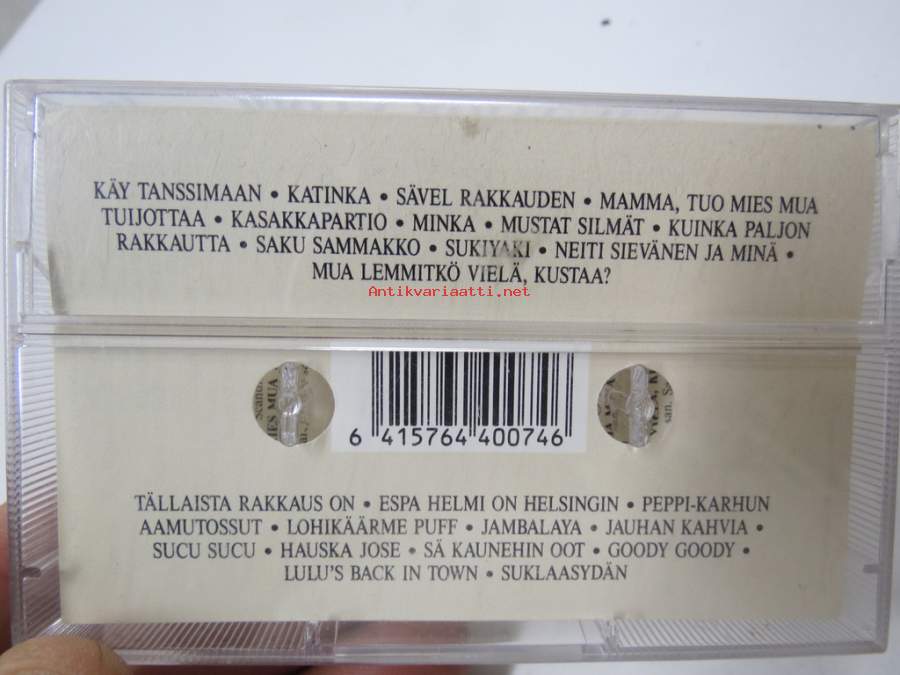 KÄY TANSSIMAAN • KATINKA • SÄVEL RAKKAUDEN • MAMMA, TUO MIES MUA
TUIJOTTAA • KASAKKAPARTIO • MINKA • MUSTAT SILMÄT • KUINKA PALJON
RAKKAUTTA • SAKU SAMMAKKO • SUKIYAKI • NEITI SIEVÄNEN JA MINÄ •
MUA LEMMITKÖ VIELÄ, KUSTAA?
Antikvariaatti.net
6 415764 400746
TÄLLAISTA RAKKAUS ON • ESPA HELMI ON HELSINGIN • PEPPI-KARHUN
AAMUTOSSUT • LOHIKÄÄRME PUFF • JAMBALAYA • JAUHAN KAHVIA •
SUCU SUCU • HAUSKA JOSE • SÄ KAUNEHIN OOT • GOODY GOODY •
LULU'S BACK IN TOWN • SUKLAASYDÄN